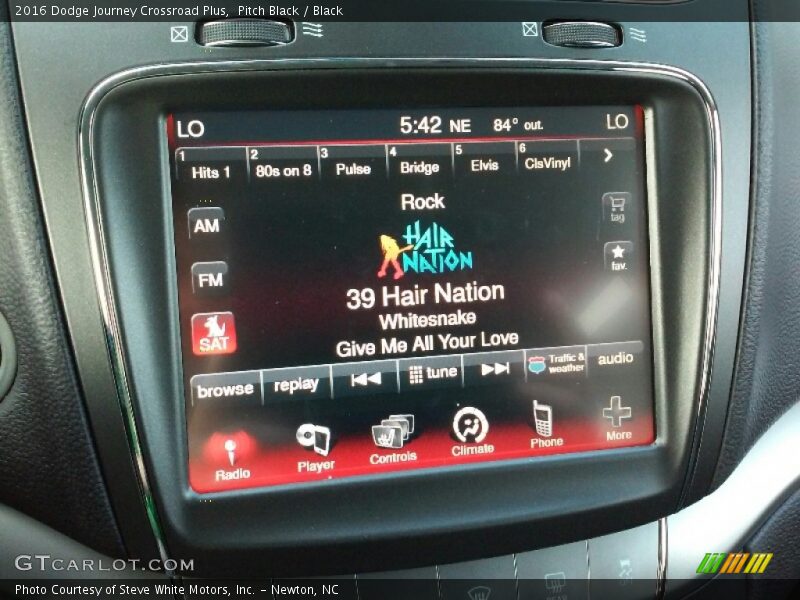 2016 Dodge Journey Crossroad Plus,  Pitch Black / Black
LO 5:42 NE 84° out. LO
1 Hits 1 2 80s on 8 3 Pulse 4 Bridge 5 Elvis 6 ClsVinyl >
Rock
AM
tag
HAIR NATION
FM
fav.
39 Hair Nation
SAT
Whitesnake
Give Me All Your Love
browse replay tune Traffic & weather audio
Radio Player Controls Climate Phone More
GTCARLOT.COM
Photo Courtesy of Steve White Motors, Inc. – Newton, NC